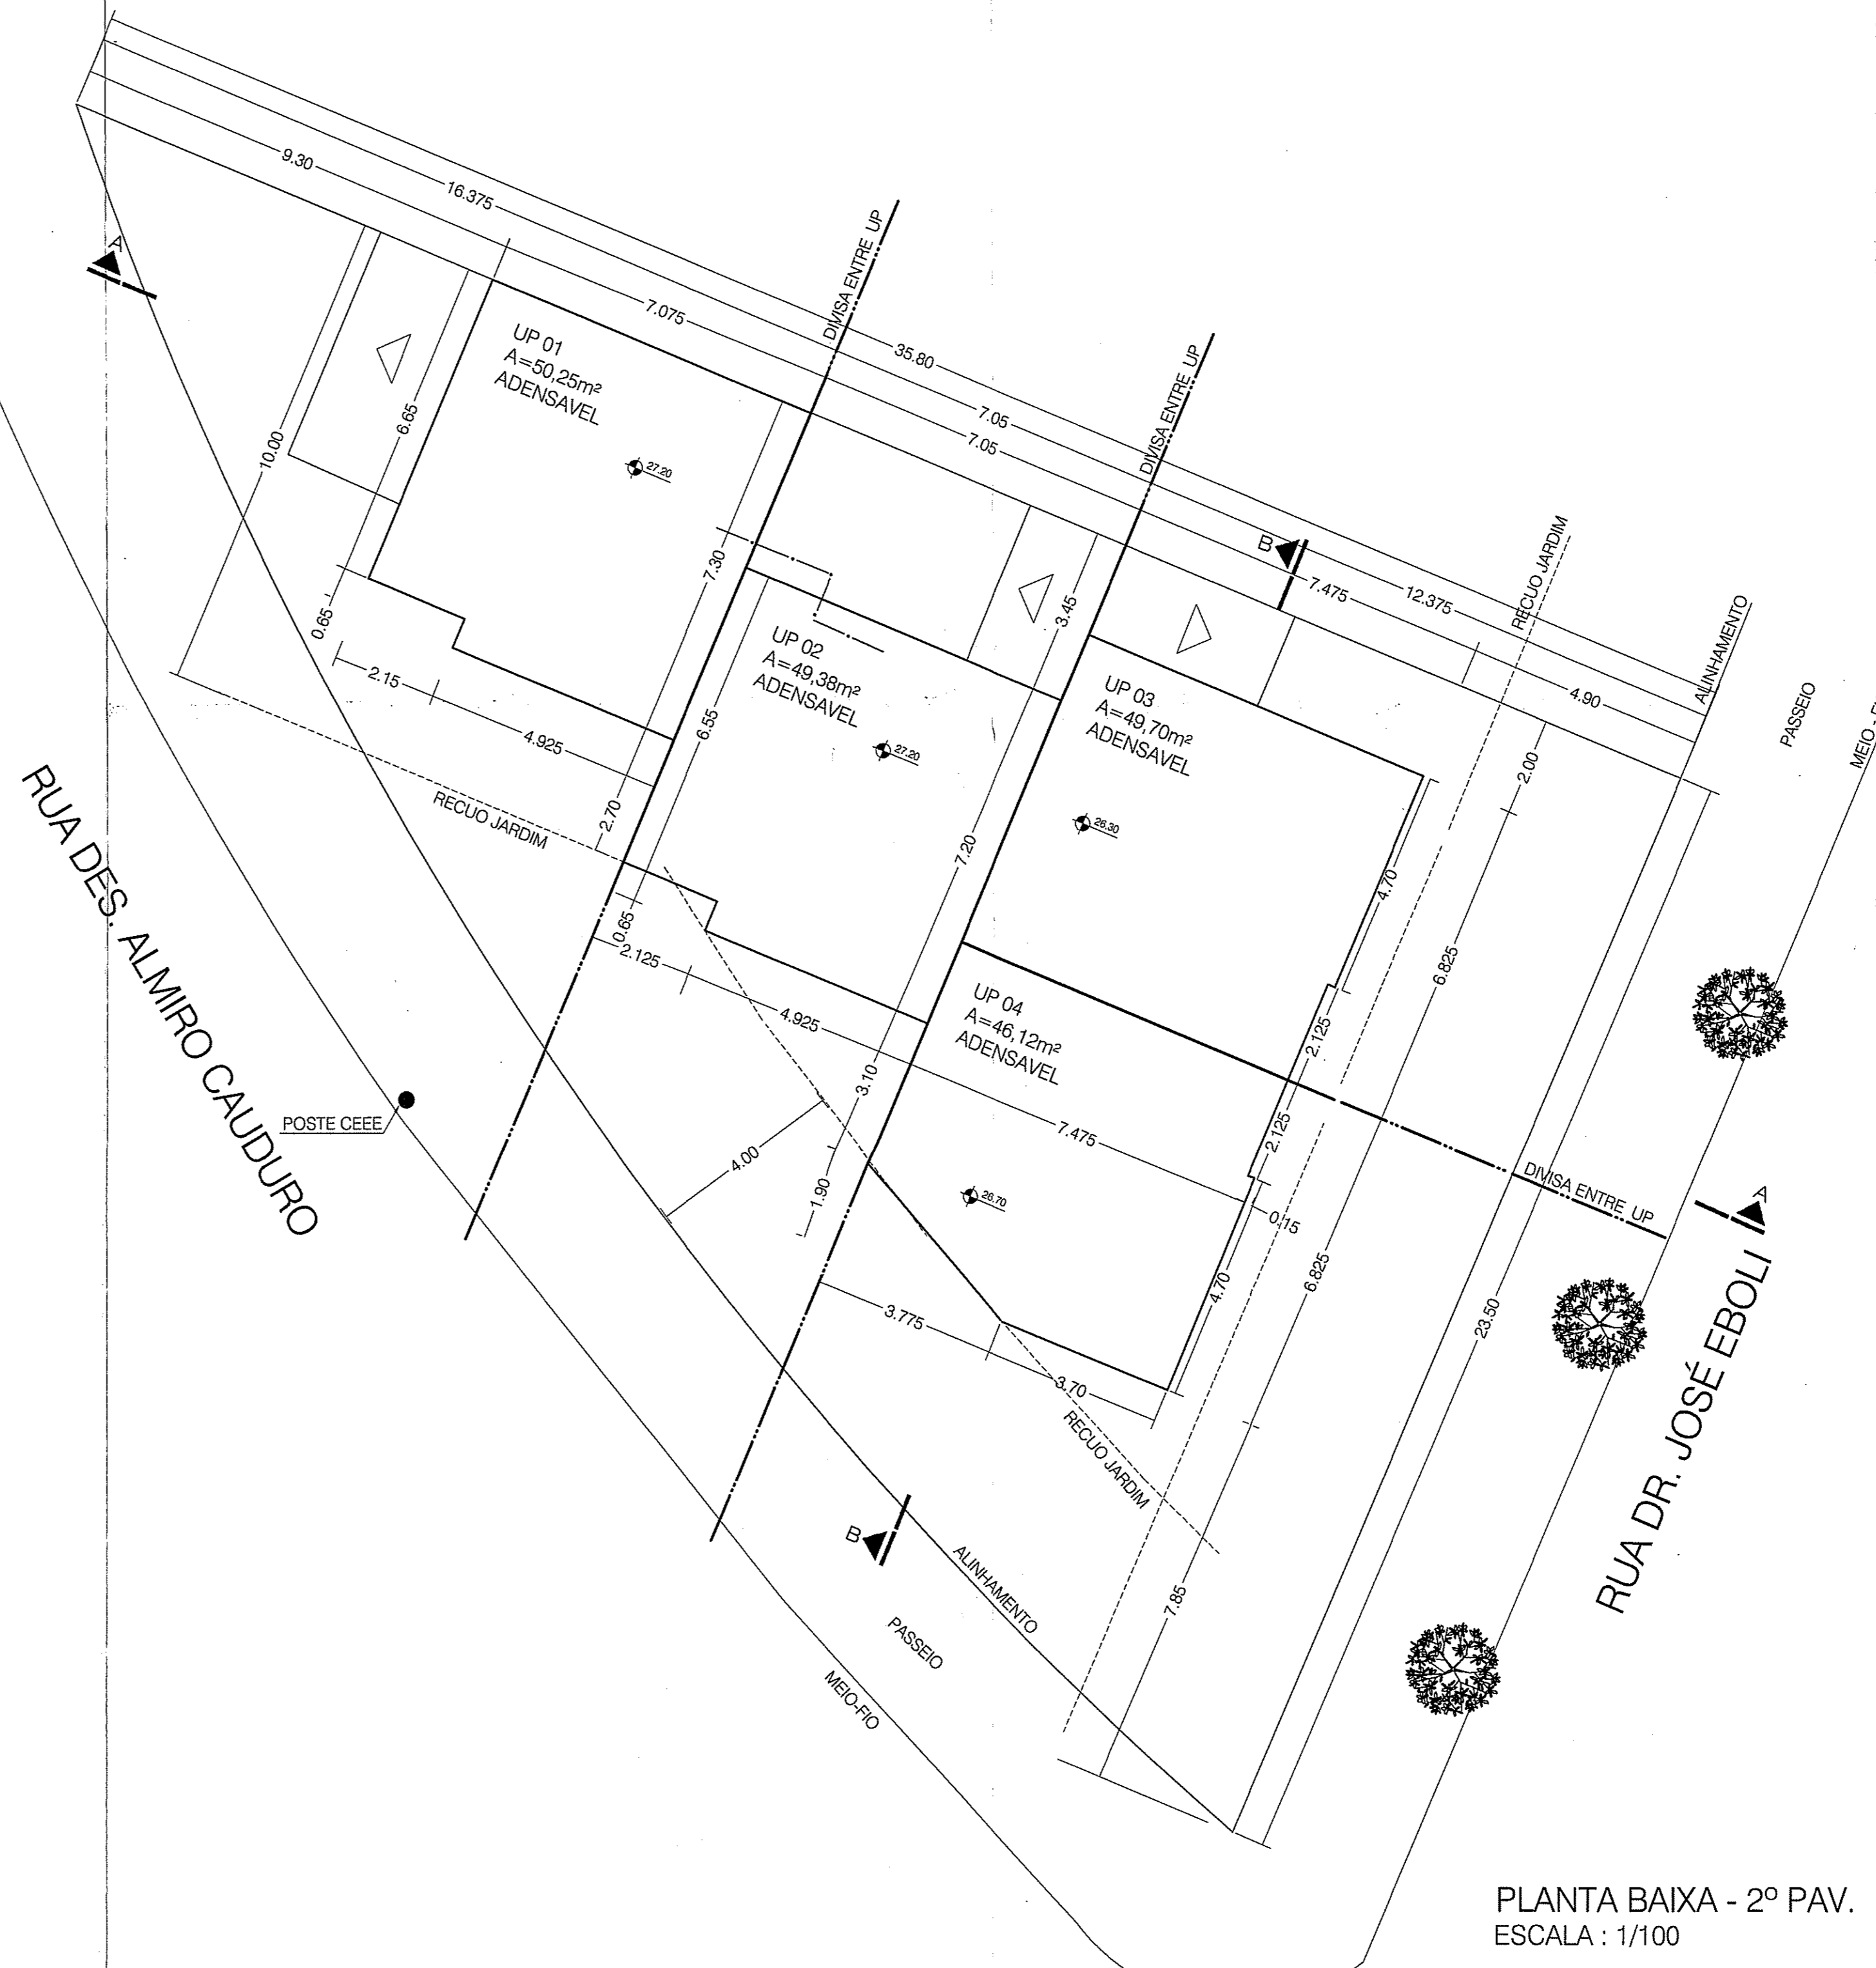 9.30
16.375
7.075
35.80
7.05
7.05
7.475
12.375
4.90
DIVISA ENTRE UP
DIVISA ENTRE UP
RECUO JARDIM
ALINHAMENTO
PASSEIO
A
B
UP 01
A=50,25m²
ADENSAVEL
27.20
10.00
6.65
0.65
2.15
4.925
7.30
2.70
RECUO JARDIM
UP 02
A=49,38m²
ADENSAVEL
27.20
3.45
6.55
0.65
2.125
4.925
7.20
UP 03
A=49,70m²
ADENSAVEL
26.30
2.00
4.70
6.825
2.125
UP 04
A=46,12m²
ADENSAVEL
26.70
3.10
7.475
2.125
4.00
1.90
0.15
4.70
6.825
3.775
3.70
23.50
7.85
RECUO JARDIM
DIVISA ENTRE UP
A
B
RUA DES. ALMIRO CAUDURO
POSTE CEEE
RUA DR. JOSÉ EBOLI
ALINHAMENTO
PASSEIO
MEIO-FIO
PLANTA BAIXA - 2º PAV.
ESCALA : 1/100